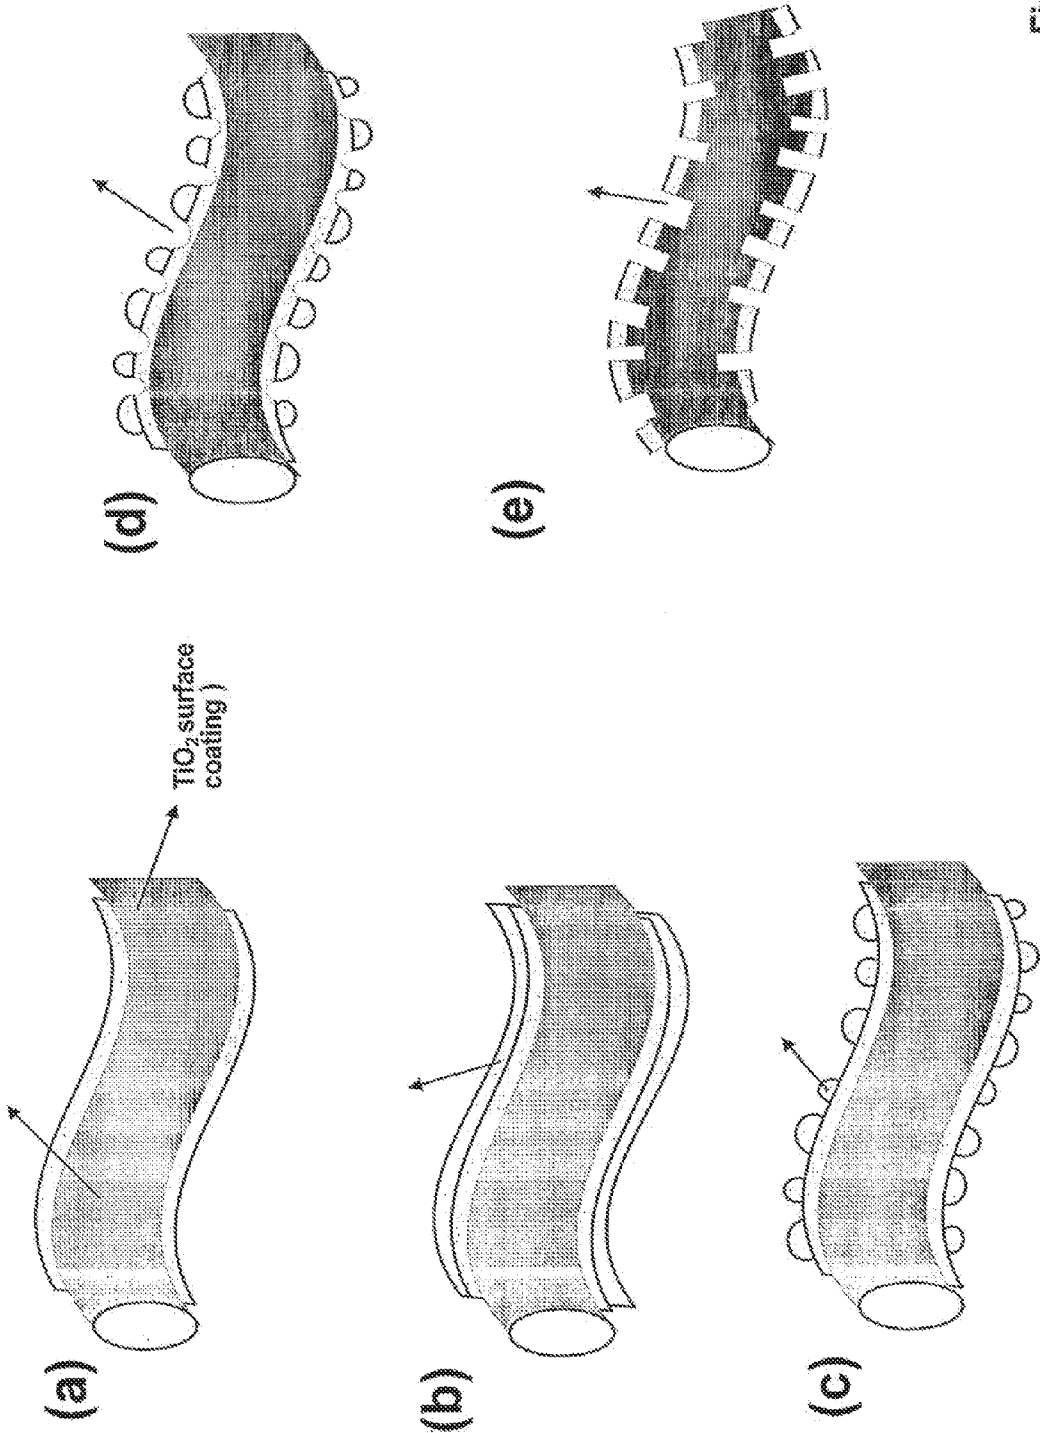 (a)
TiO₂ surface
coating )
(b)
(c)
(d)
(e)